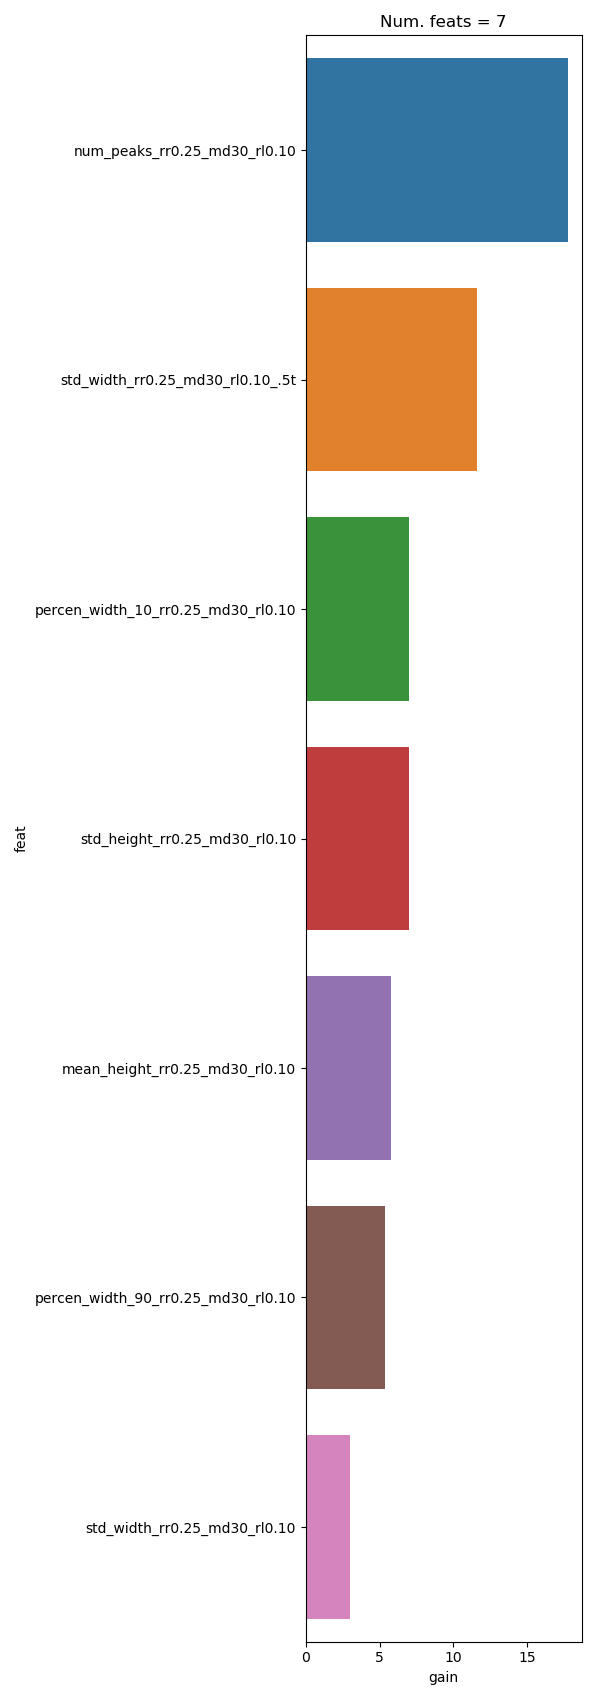 Num. feats = 7
num_peaks_rr0.25_md30_rl0.10
std_width_rr0.25_md30_rl0.10_.5t
percen_width_10_rr0.25_md30_rl0.10
std_height_rr0.25_md30_rl0.10
feat
mean_height_rr0.25_md30_rl0.10
percen_width_90_rr0.25_md30_rl0.10
std_width_rr0.25_md30_rl0.10
0 5 10 15
gain